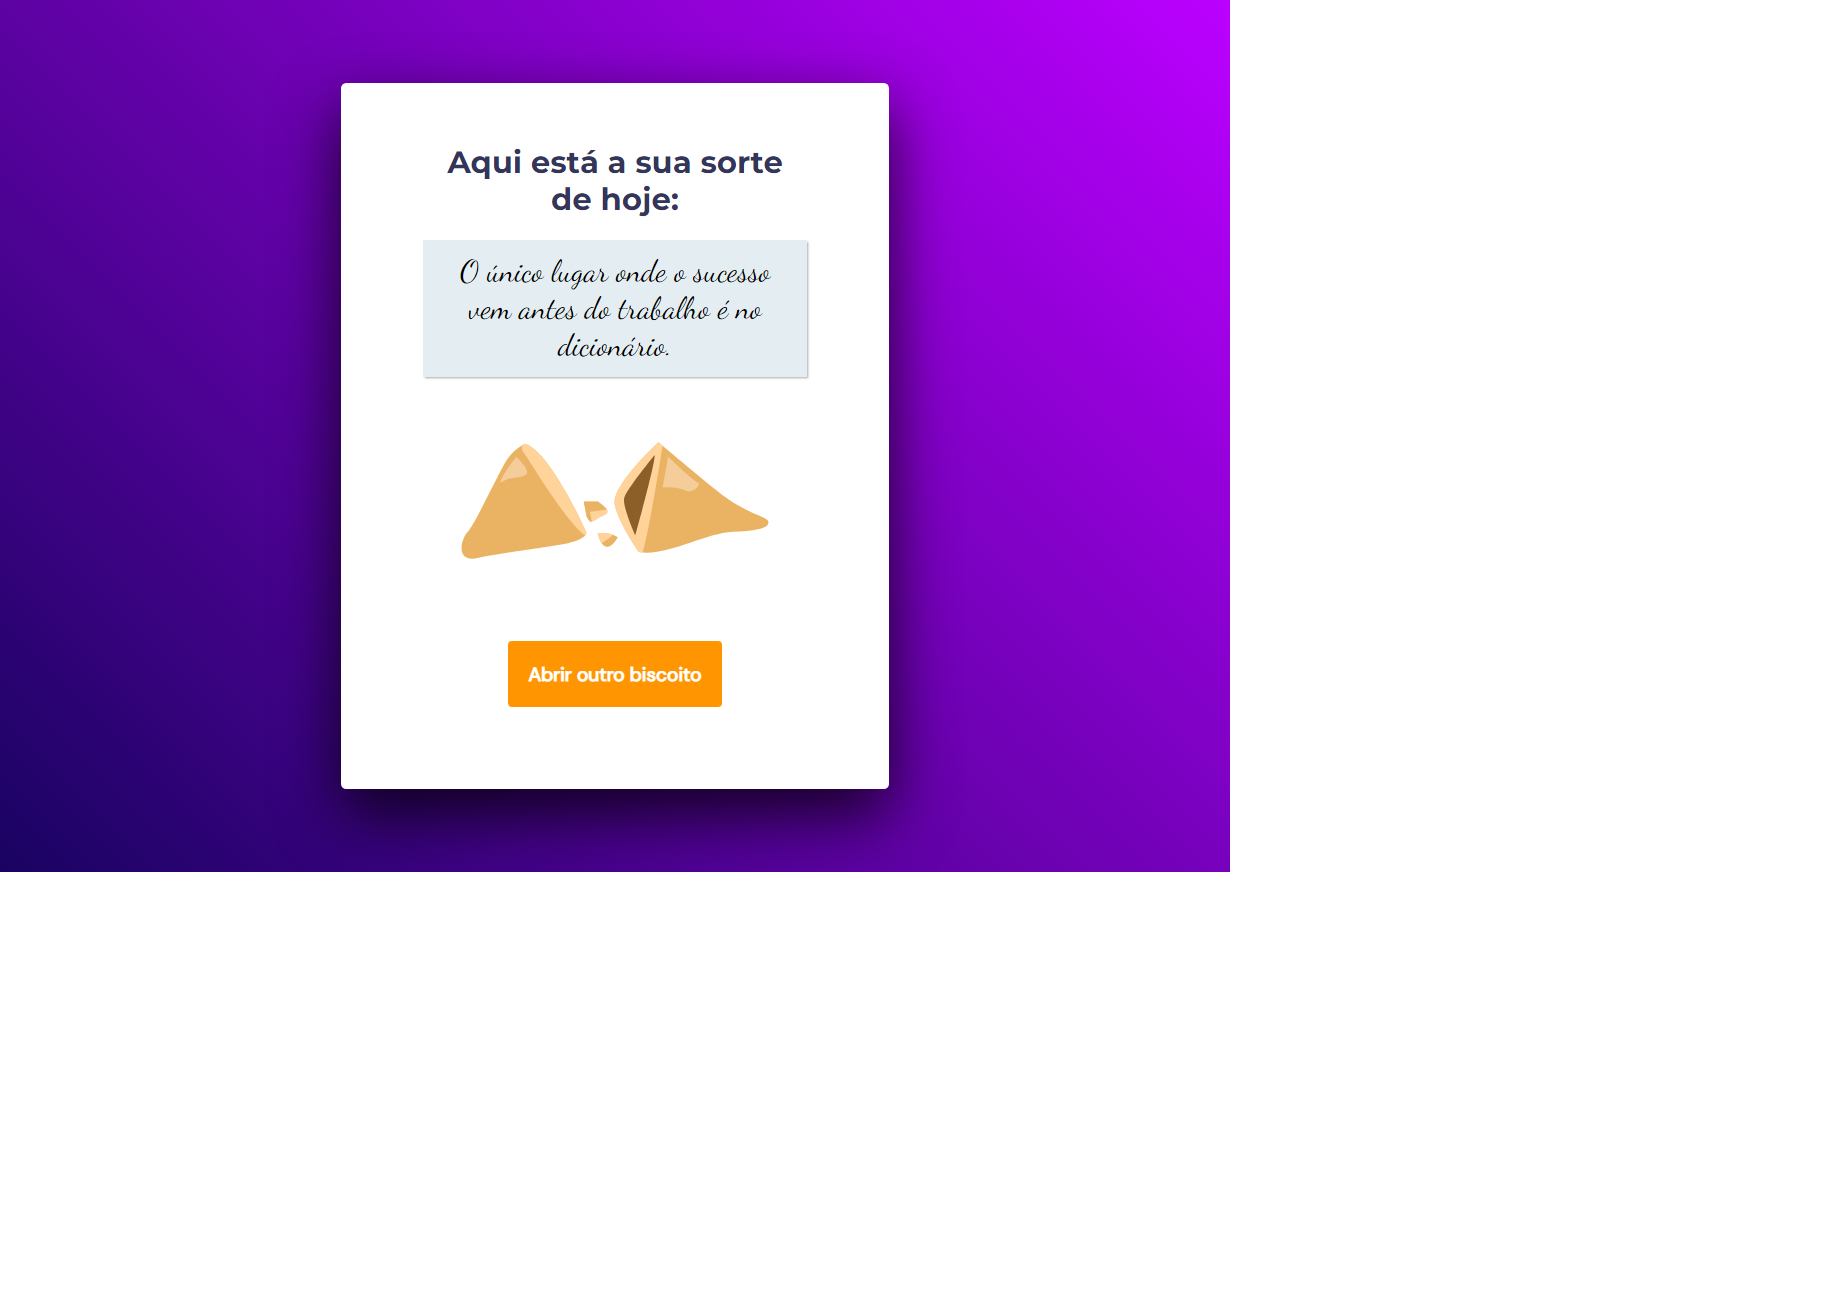 Aqui está a sua sorte
de hoje:
O único lugar onde o sucesso
vem antes do trabalho é no
dicionário.
Abrir outro biscoito